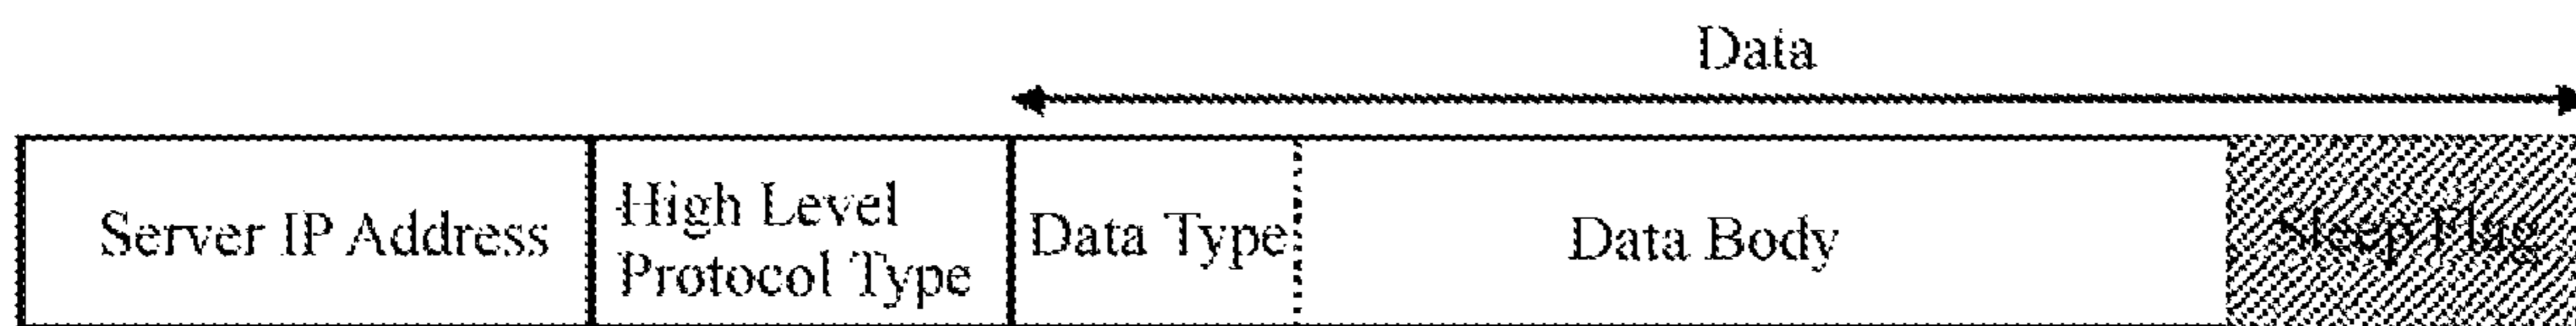 Data
Server IP Address
High Level
Protocol Type
Data Type
Data Body
Sleep Flag